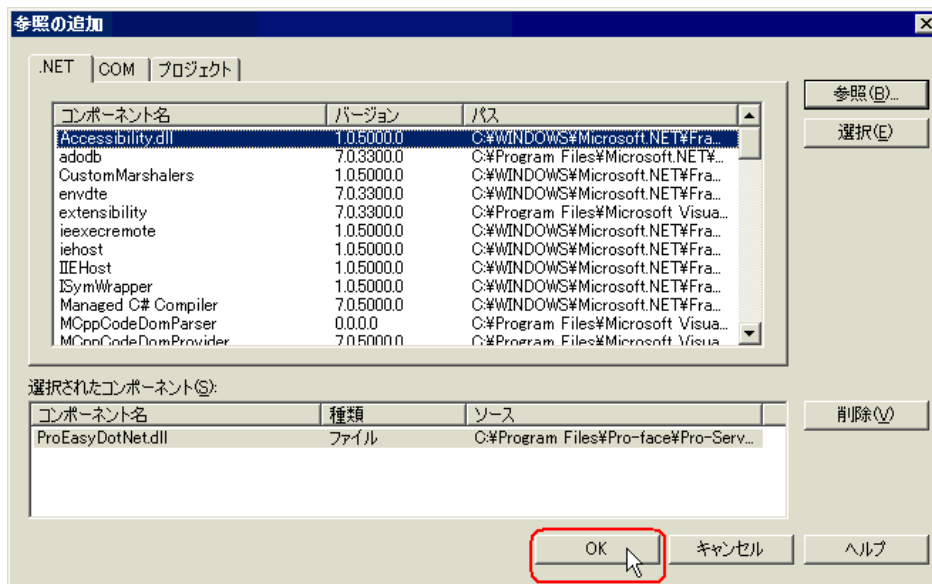 参照の追加
.NET COM プロジェクト
参照(B)...
コンポーネント名 バージョン パス
選択(E)
Accessibility.dll 1.0.5000.0 C:¥WINDOWS¥Microsoft.NET¥Fra...
adodb 7.0.3300.0 C:¥Program Files¥Microsoft.NET¥...
CustomMarshalers 1.0.5000.0 C:¥WINDOWS¥Microsoft.NET¥Fra...
envdte 7.0.3300.0 C:¥WINDOWS¥Microsoft.NET¥Fra...
extensibility 7.0.3300.0 C:¥Program Files¥Microsoft Visua...
ieexecremote 1.0.5000.0 C:¥WINDOWS¥Microsoft.NET¥Fra...
iehost 1.0.5000.0 C:¥WINDOWS¥Microsoft.NET¥Fra...
IIEHost 1.0.5000.0 C:¥WINDOWS¥Microsoft.NET¥Fra...
ISymWrapper 1.0.5000.0 C:¥WINDOWS¥Microsoft.NET¥Fra...
Managed C# Compiler 7.0.5000.0 C:¥WINDOWS¥Microsoft.NET¥Fra...
MCppCodeDomParser 0.0.0.0 C:¥Program Files¥Microsoft Visua...
MCppCodeDomProvider 7.0.5000.0 C:¥Program Files¥Microsoft Visua...
選択されたコンポーネント(S):
コンポーネント名 種類 ソース
削除(V)
ProEasyDotNet.dll ファイル C:¥Program Files¥Pro-face¥Pro-Serv...
OK キャンセル ヘルプ